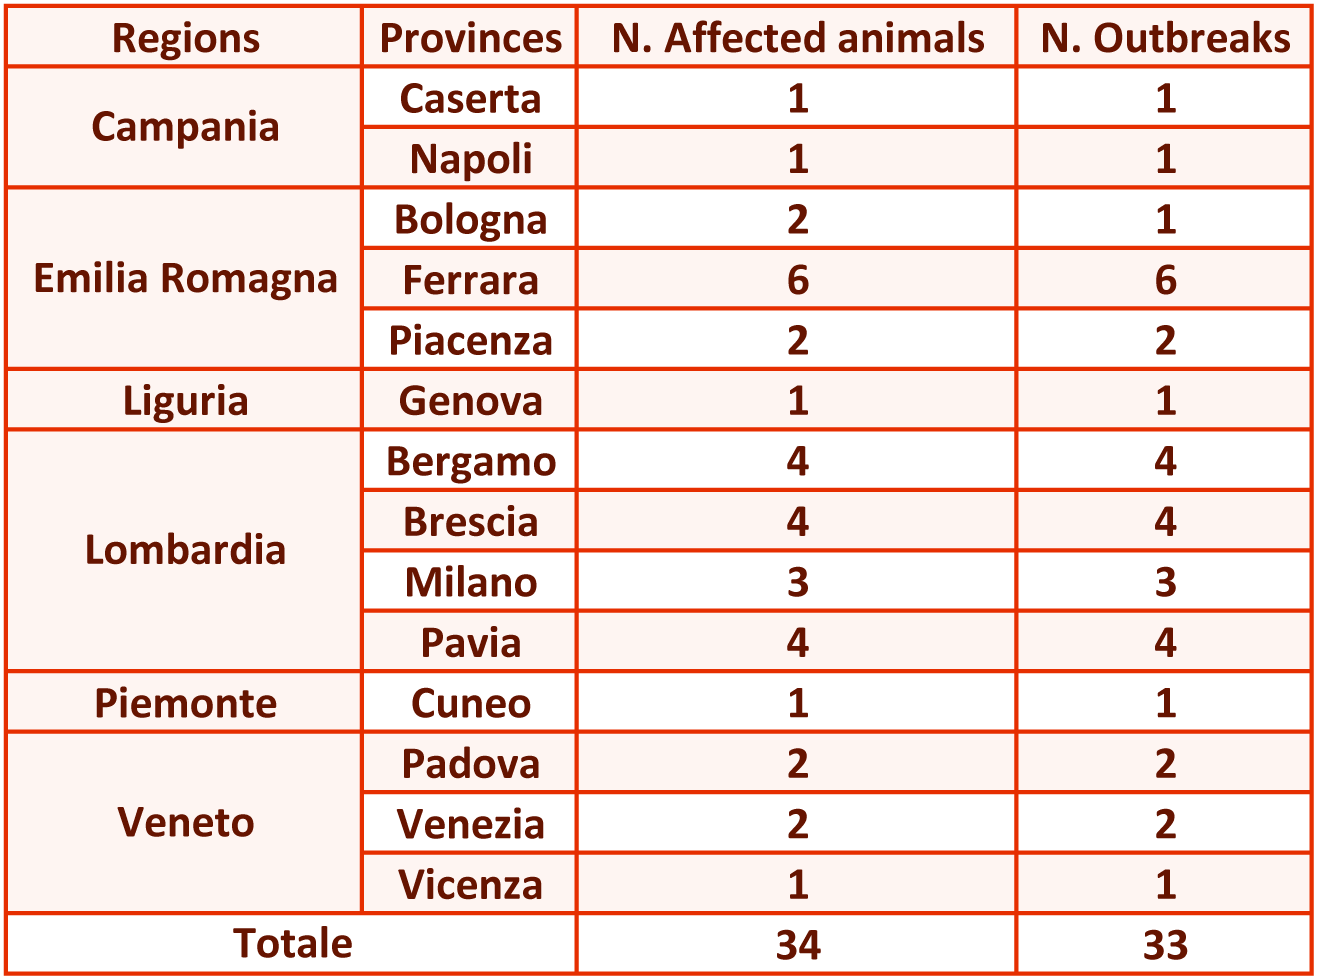 Regions Provinces N. Affected animals N. Outbreaks
Campania Caserta 1 1
Napoli 1 1
Emilia Romagna Bologna 2 1
Ferrara 6 6
Piacenza 2 2
Liguria Genova 1 1
Lombardia Bergamo 4 4
Brescia 4 4
Milano 3 3
Pavia 4 4
Piemonte Cuneo 1 1
Veneto Padova 2 2
Venezia 2 2
Vicenza 1 1
Totale 34 33